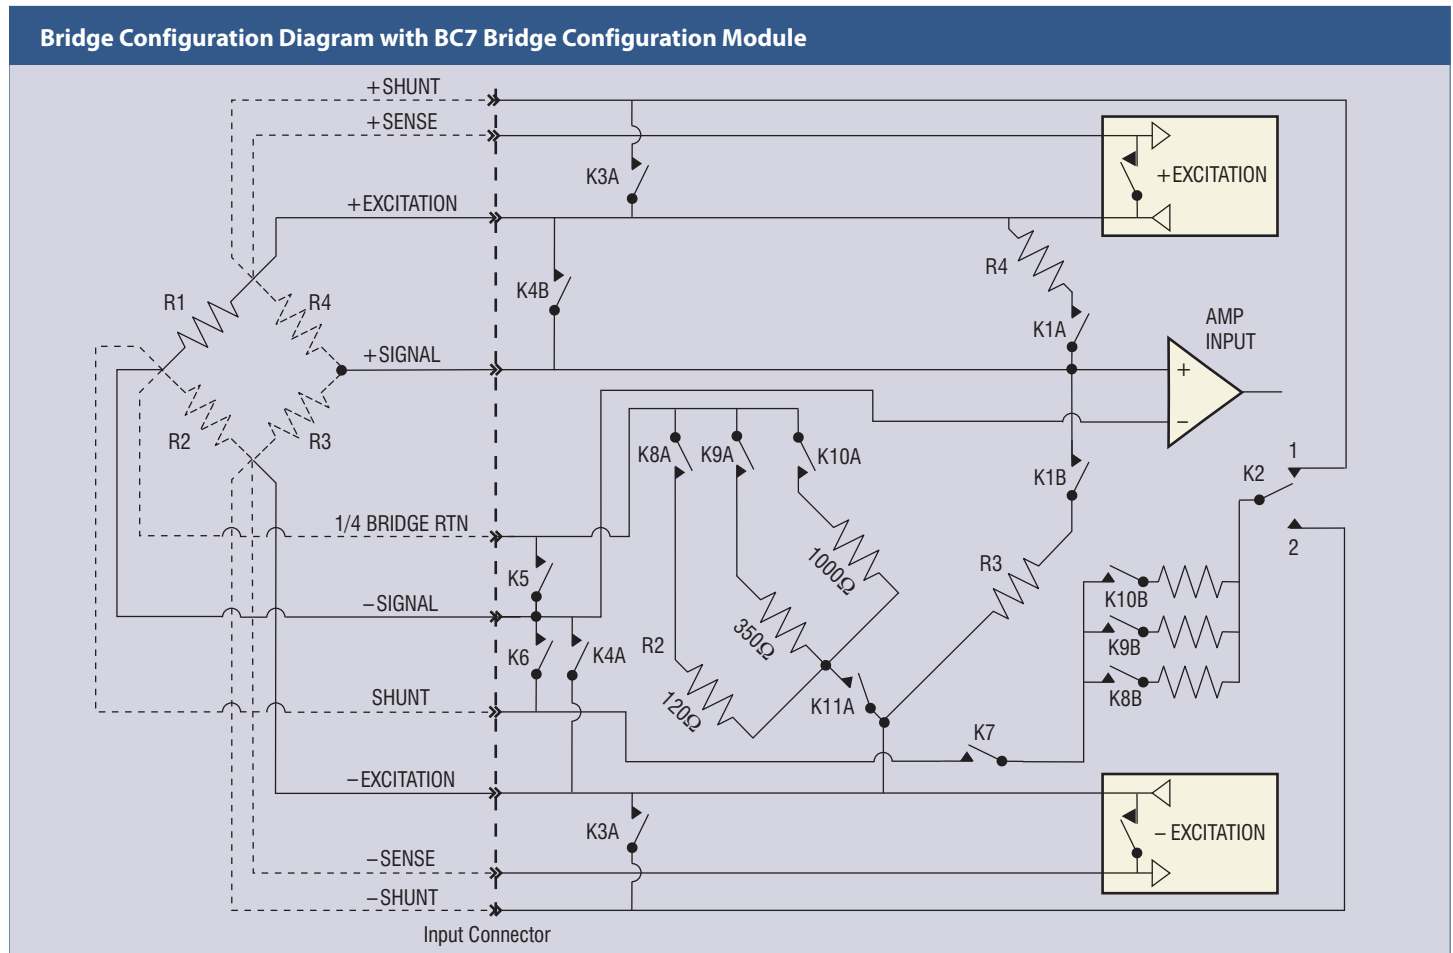 Bridge Configuration Diagram with BC7 Bridge Configuration Module
+SHUNT
+SENSE
K3A
+EXCITATION
+EXCITATION
R4
K4B
R1
R4
K1A
AMP
INPUT
+SIGNAL
+
−
R2
R3
K8A
K9A
K10A
K1B
1
K2
2
1/4 BRIDGE RTN
1000Ω
R3
K5
K10B
−SIGNAL
350Ω
K9B
K6
K4A
R2
K8B
SHUNT
120Ω
K11A
K7
−EXCITATION
K3A
− EXCITATION
−SENSE
−SHUNT
Input Connector